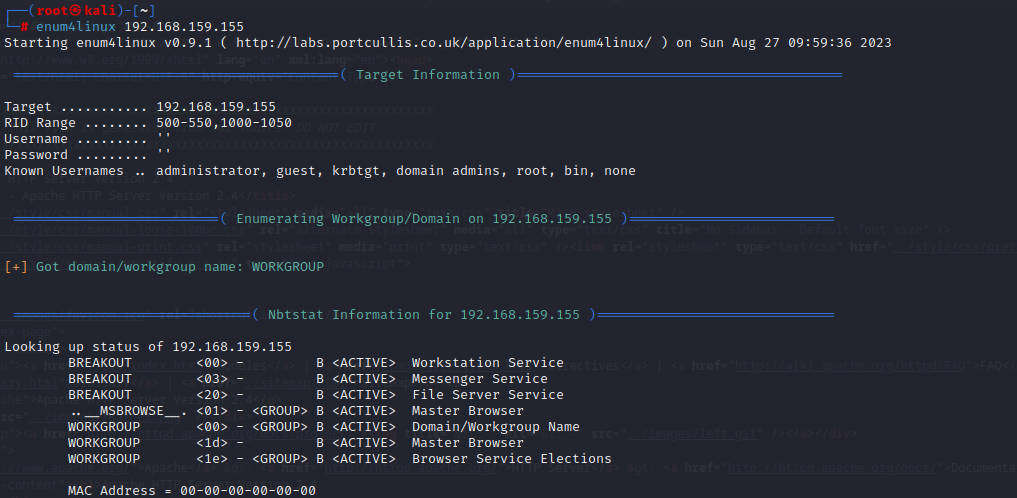 ┌──(root㉿kali)-[~]
└─# enum4linux 192.168.159.155
Starting enum4linux v0.9.1 ( http://labs.portcullis.co.uk/application/enum4linux/ ) on Sun Aug 27 09:59:36 2023
=========================================( Target Information )=========================================
Target ........... 192.168.159.155
RID Range ........ 500-550,1000-1050
Username ......... ''
Password ......... ''
Known Usernames .. administrator, guest, krbtgt, domain admins, root, bin, none
==========================( Enumerating Workgroup/Domain on 192.168.159.155 )==========================
[+] Got domain/workgroup name: WORKGROUP
==============================( Nbtstat Information for 192.168.159.155 )==============================
Looking up status of 192.168.159.155
BREAKOUT <00> - B <ACTIVE> Workstation Service
BREAKOUT <03> - B <ACTIVE> Messenger Service
BREAKOUT <20> - B <ACTIVE> File Server Service
..__MSBROWSE__. <01> - <GROUP> B <ACTIVE> Master Browser
WORKGROUP <00> - <GROUP> B <ACTIVE> Domain/Workgroup Name
WORKGROUP <1d> - B <ACTIVE> Master Browser
WORKGROUP <1e> - <GROUP> B <ACTIVE> Browser Service Elections
MAC Address = 00-00-00-00-00-00